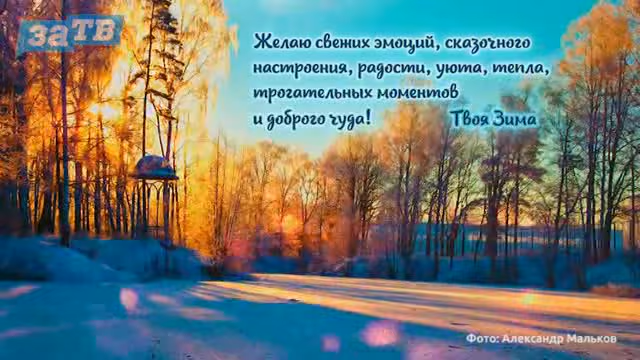 заТВ
Желаю свежих эмоций, сказочного
настроения, радости, уюта, тепла,
трогательных моментов
и доброго чуда! Твоя Зима
Фото: Александр Мальков